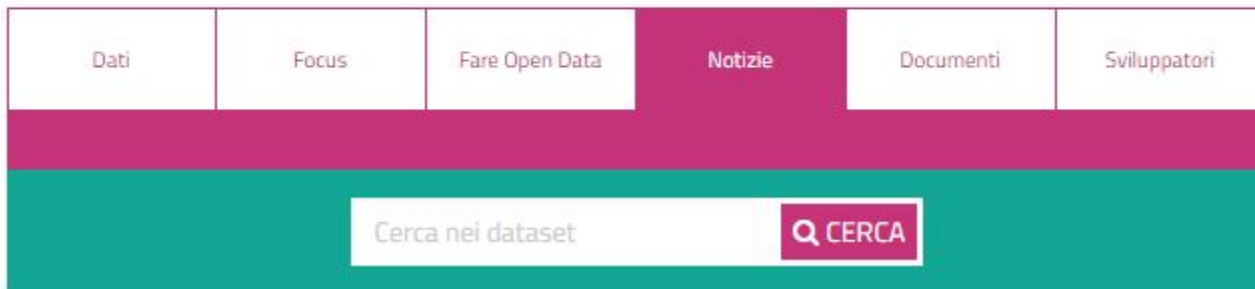 Dati Focus Fare Open Data Notizie Documenti Sviluppatori
Cerca nei dataset CERCA